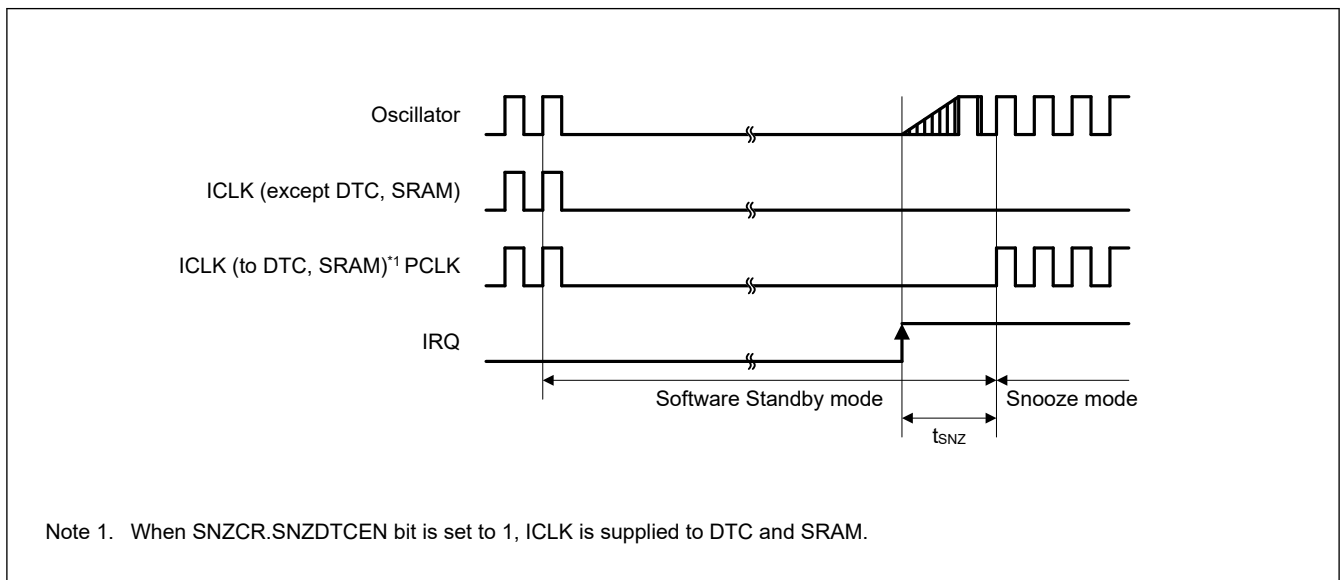 Oscillator
ICLK (except DTC, SRAM)
ICLK (to DTC, SRAM)*1 PCLK
IRQ
Software Standby mode
Snooze mode
tSNZ
Note 1. When SNZCR.SNZDTCEN bit is set to 1, ICLK is supplied to DTC and SRAM.